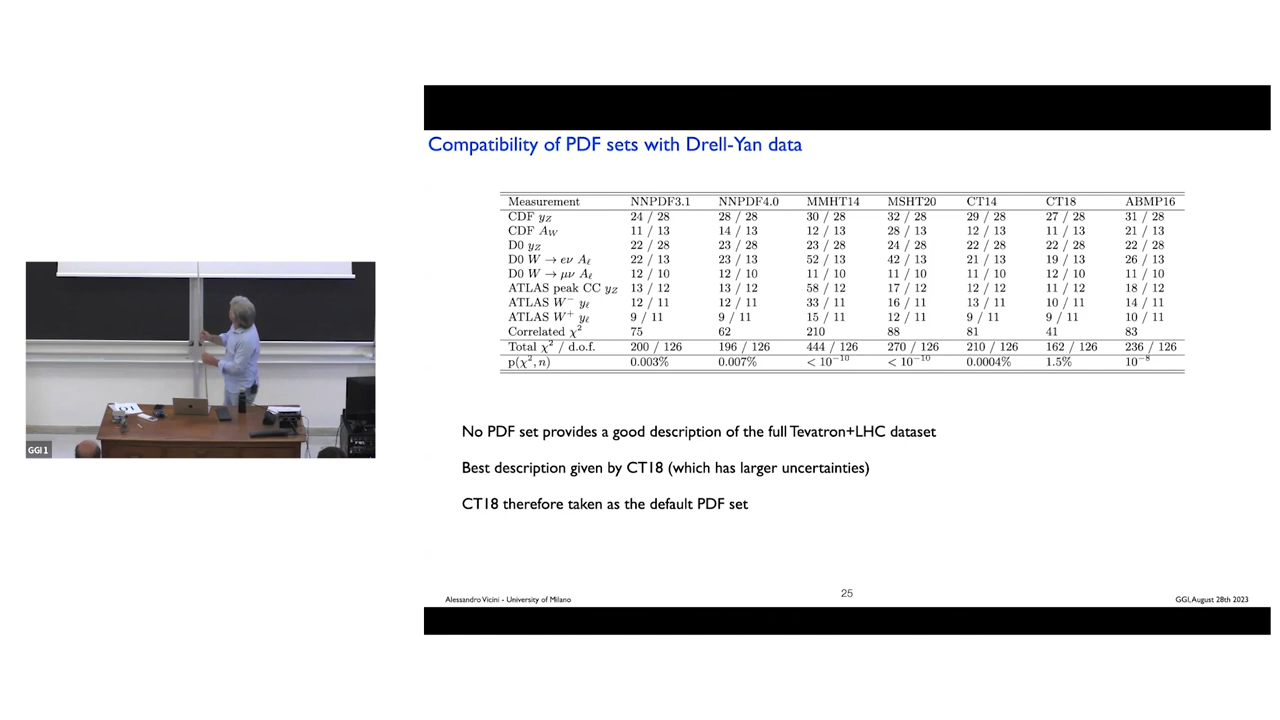 Compatibility of PDF sets with Drell-Yan data
Measurement NNPDF3.1 NNPDF4.0 MMHT14 MSHT20 CT14 CT18 ABMP16
CDF y_Z 24 / 28 28 / 28 30 / 28 32 / 28 29 / 28 27 / 28 31 / 28
CDF A_W 11 / 13 14 / 13 12 / 13 28 / 13 12 / 13 11 / 13 21 / 13
D0 y_Z 22 / 28 23 / 28 23 / 28 24 / 28 22 / 28 22 / 28 22 / 28
D0 W → eν A_ℓ 22 / 13 23 / 13 52 / 13 42 / 13 21 / 13 19 / 13 26 / 13
D0 W → μν A_ℓ 12 / 10 12 / 10 11 / 10 11 / 10 11 / 10 12 / 10 11 / 10
ATLAS peak CC y_Z 13 / 12 13 / 12 58 / 12 17 / 12 12 / 12 11 / 12 18 / 12
ATLAS W⁻ y_ℓ 12 / 11 12 / 11 33 / 11 16 / 11 13 / 11 10 / 11 14 / 11
ATLAS W⁺ y_ℓ 9 / 11 9 / 11 15 / 11 12 / 11 9 / 11 9 / 11 10 / 11
Correlated χ² 75 62 210 88 81 41 83
Total χ² / d.o.f. 200 / 126 196 / 126 444 / 126 270 / 126 210 / 126 162 / 126 236 / 126
p(χ², n) 0.003% 0.007% < 10⁻¹⁰ < 10⁻¹⁰ 0.0004% 1.5% 10⁻⁸
No PDF set provides a good description of the full Tevatron+LHC dataset
Best description given by CT18 (which has larger uncertainties)
CT18 therefore taken as the default PDF set
Alessandro Vicini - University of Milano
25
GGI, August 28th 2023
GGI 1